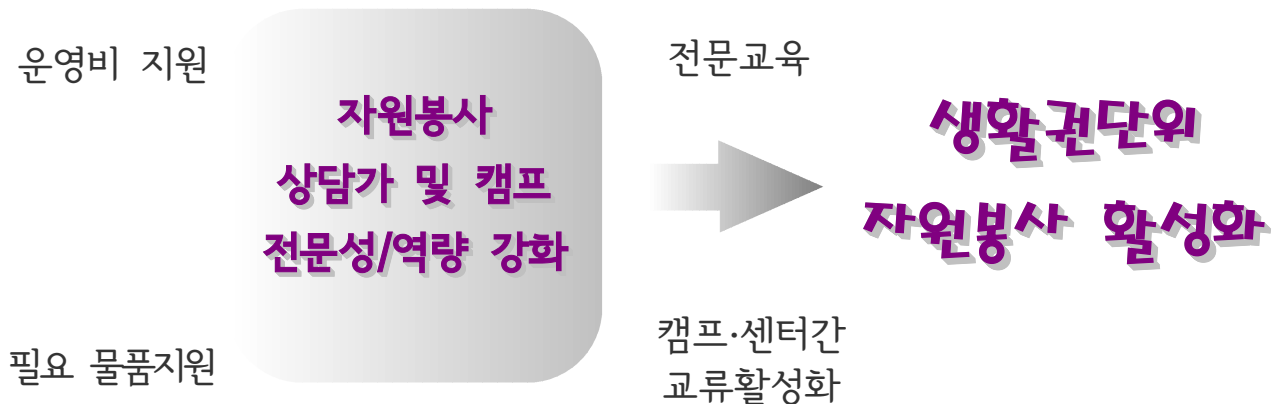 운영비 지원
전문교육
자원봉사
상담가 및 캠프
전문성/역량 강화
생활권단위
자원봉사 활성화
필요 물품지원
캠프·센터간
교류활성화